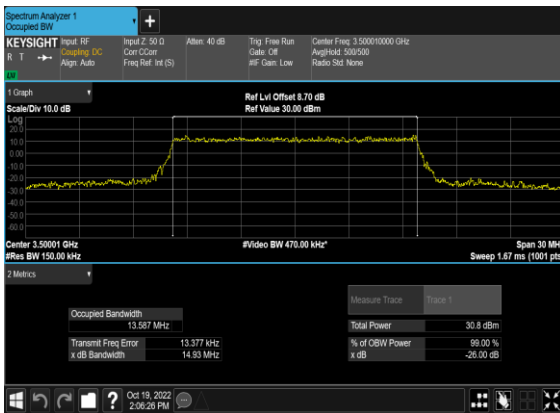 Spectrum Analyzer 1
Occupied BW
KEYSIGHT
R T
LV
Input: RF
Coupling: DC
Align: Auto
Input Z: 50 Ω
Corr CCorr
Freq Ref: Int (S)
Atten: 40 dB
Trig: Free Run
Gate: Off
#IF Gain: Low
Center Freq: 3.500010000 GHz
Avg|Hold: 500/500
Radio Std: None
1 Graph
Scale/Div 10.0 dB
Ref Lvl Offset 8.70 dB
Ref Value 30.00 dBm
Log
20.0
10.0
0.00
-10.0
-20.0
-30.0
-40.0
-50.0
-60.0
Center 3.50001 GHz
#Res BW 150.00 kHz
#Video BW 470.00 kHz*
Span 30 MH
Sweep 1.67 ms (1001 pts
2 Metrics
Measure Trace Trace 1
Occupied Bandwidth
13.587 MHz
Total Power 30.8 dBm
Transmit Freq Error 13.377 kHz
% of OBW Power 99.00 %
x dB Bandwidth 14.93 MHz
x dB -26.00 dB
Oct 19, 2022
2:06:26 PM